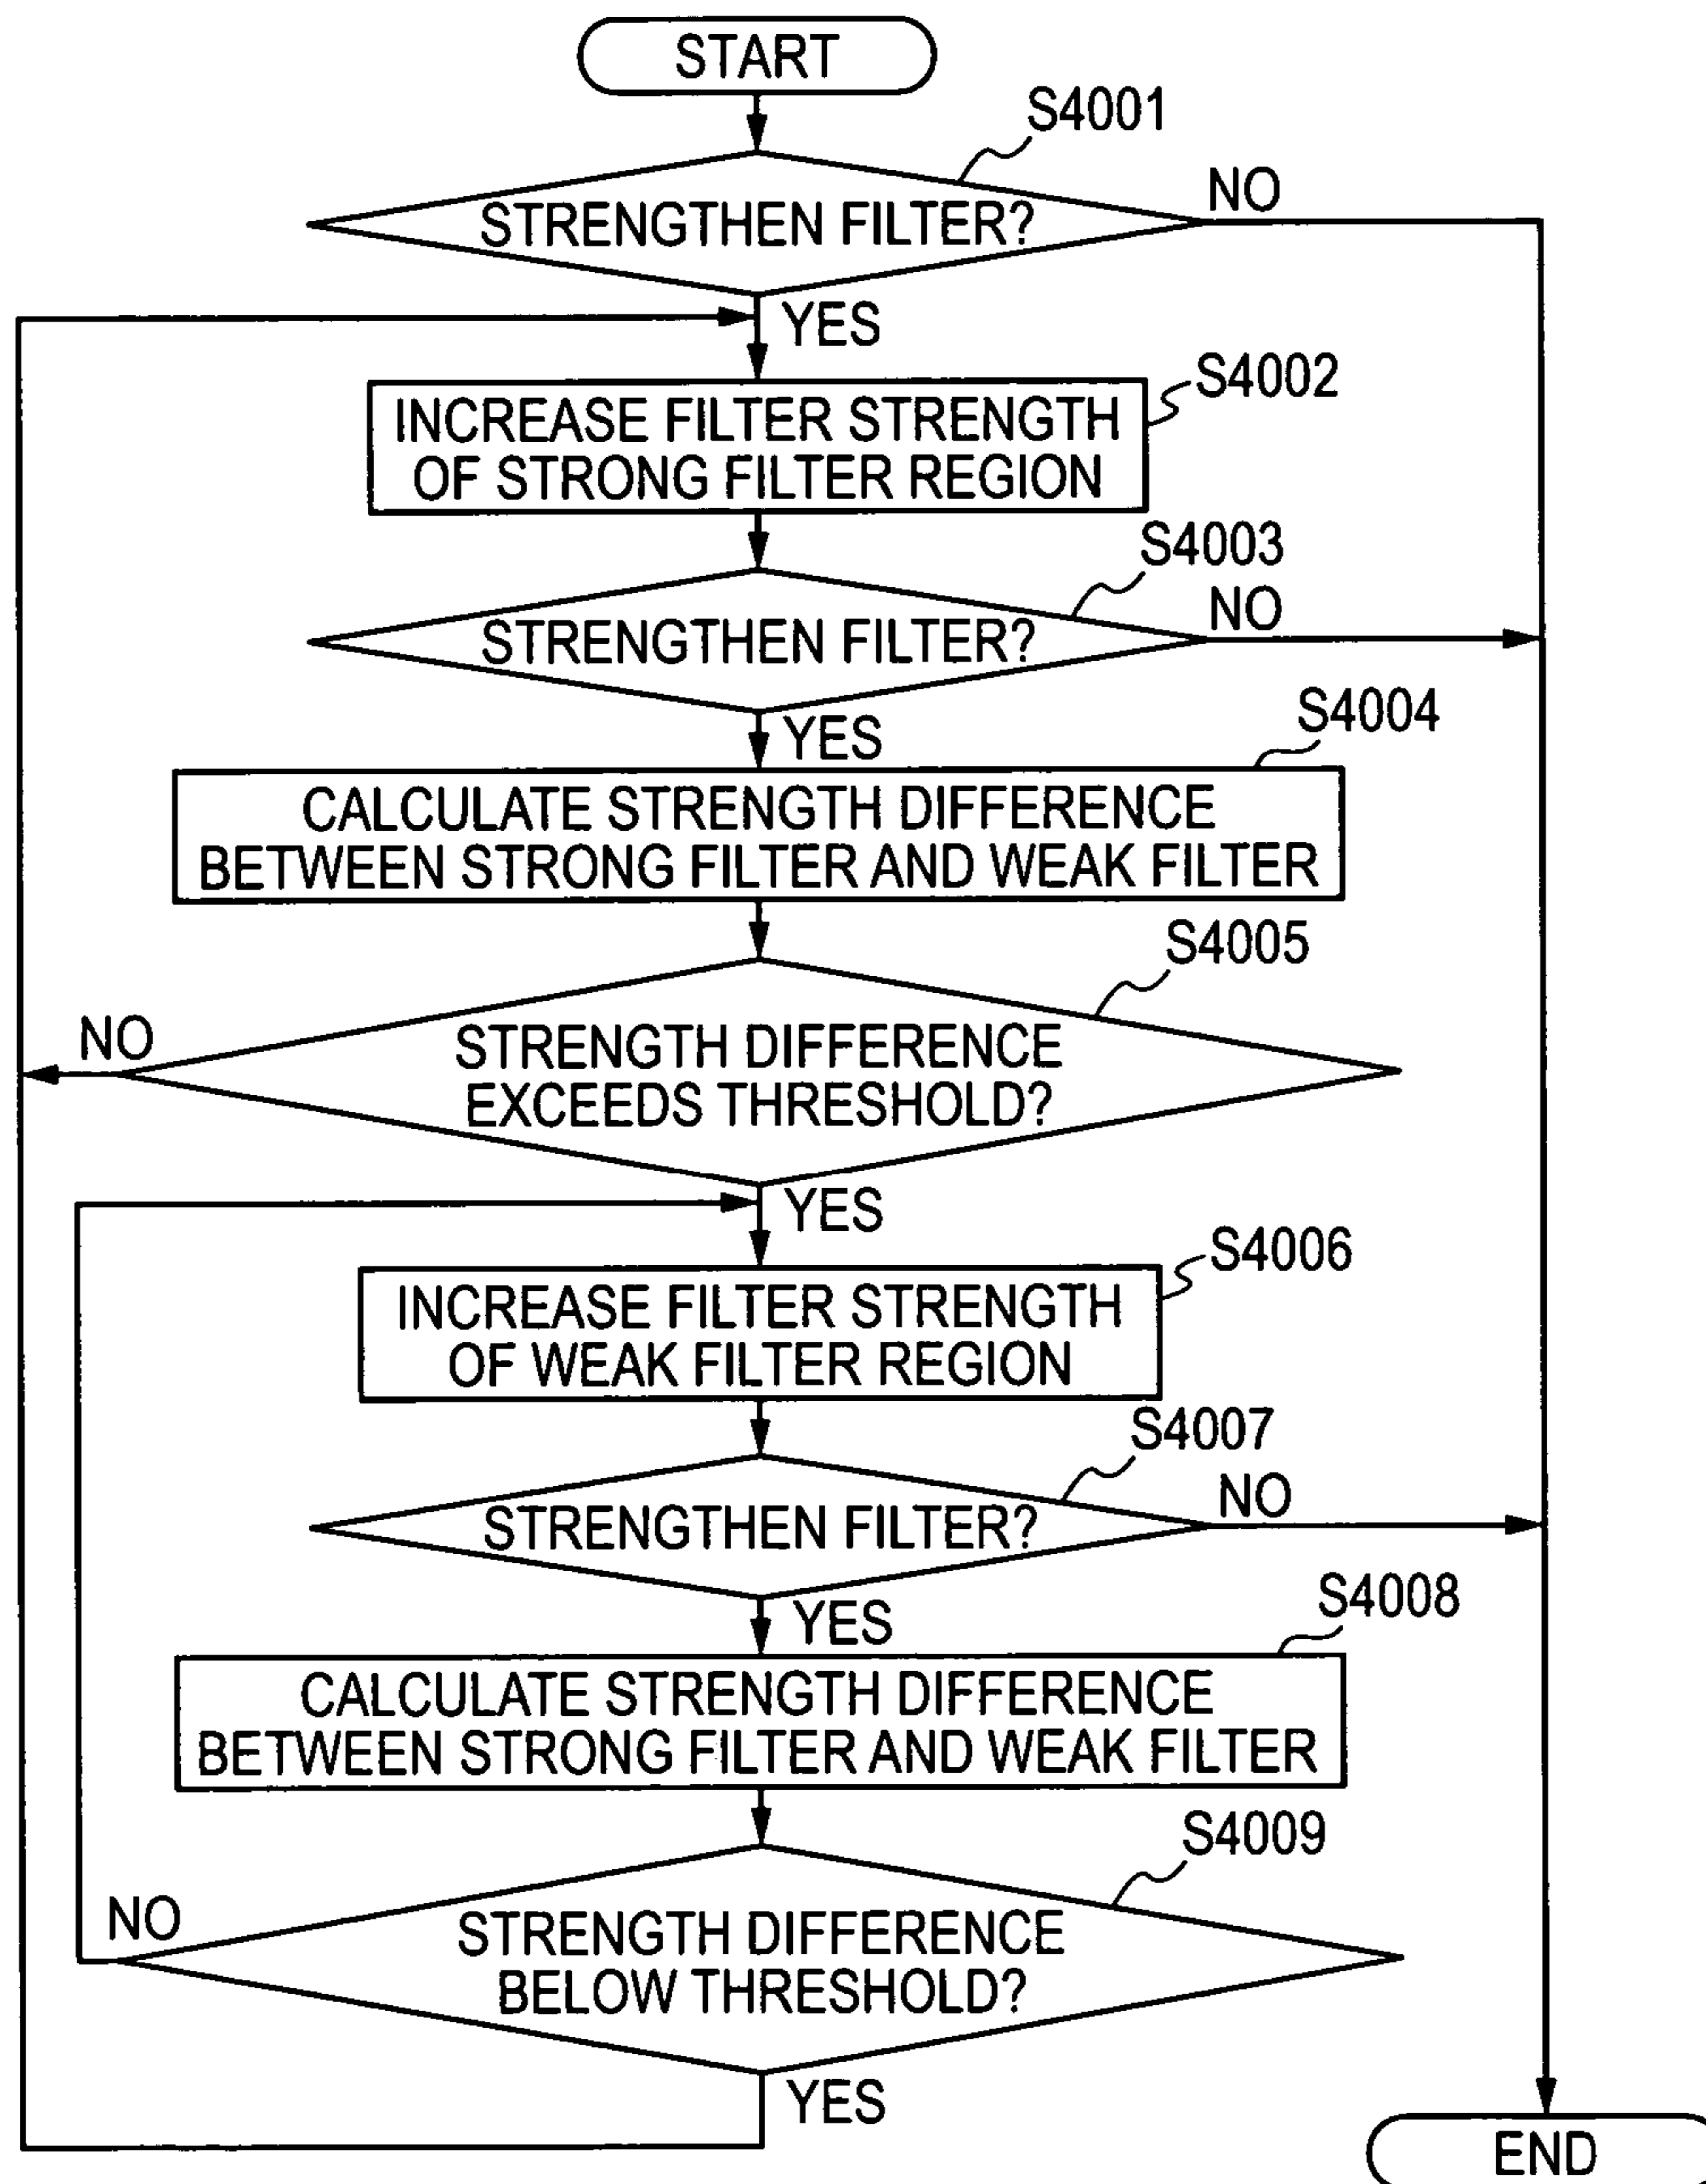 START
S4001
STRENGTHEN FILTER?
NO
YES
S4002
INCREASE FILTER STRENGTH
OF STRONG FILTER REGION
S4003
STRENGTHEN FILTER?
NO
YES
S4004
CALCULATE STRENGTH DIFFERENCE
BETWEEN STRONG FILTER AND WEAK FILTER
S4005
NO
STRENGTH DIFFERENCE
EXCEEDS THRESHOLD?
YES
S4006
INCREASE FILTER STRENGTH
OF WEAK FILTER REGION
S4007
STRENGTHEN FILTER?
NO
YES
S4008
CALCULATE STRENGTH DIFFERENCE
BETWEEN STRONG FILTER AND WEAK FILTER
S4009
NO
STRENGTH DIFFERENCE
BELOW THRESHOLD?
YES
END